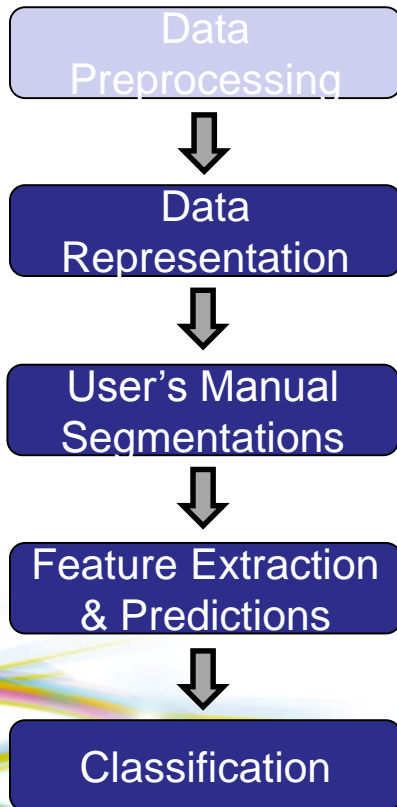 Data
Preprocessing
Data
Representation
User’s Manual
Segmentations
Feature Extraction
& Predictions
Classification